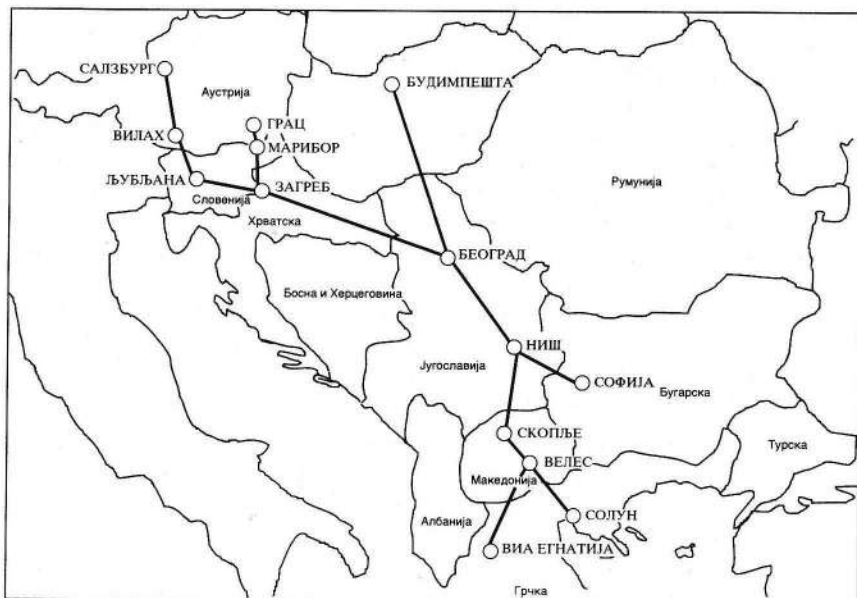 САЛЗБУРГ
БУДИМПЕШТА
Аустрија
ГРАЦ
ВИЛАХ
МАРИБОР
ЉУБЉАНА
ЗАГРЕБ
Румунија
Словенија
Хрватска
БЕОГРАД
Босна и Херцеговина
НИШ
Југославија
СОФИЈА
Бугарска
СКОПЉЕ
Турска
ВЕЛЕС
Македонија
СОЛУН
Албанија
ВИА ЕГНАТИЈА
Грчка